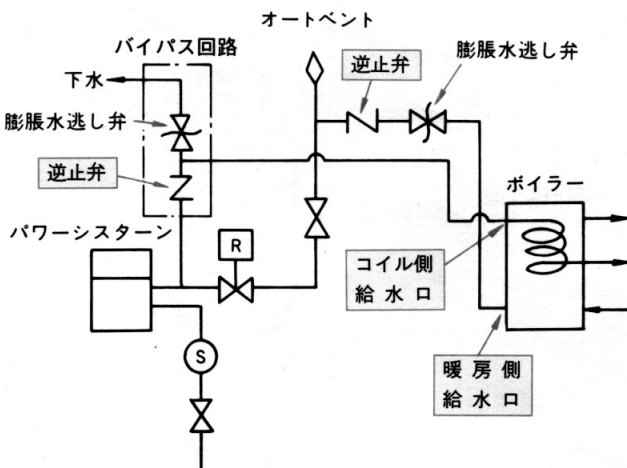 オートベント
バイパス回路
下水
逆止弁
膨脹水逃し弁
膨脹水逃し弁
逆止弁
ボイラー
パワーシスターン
R
コイル側
給水口
S
暖房側
給水口